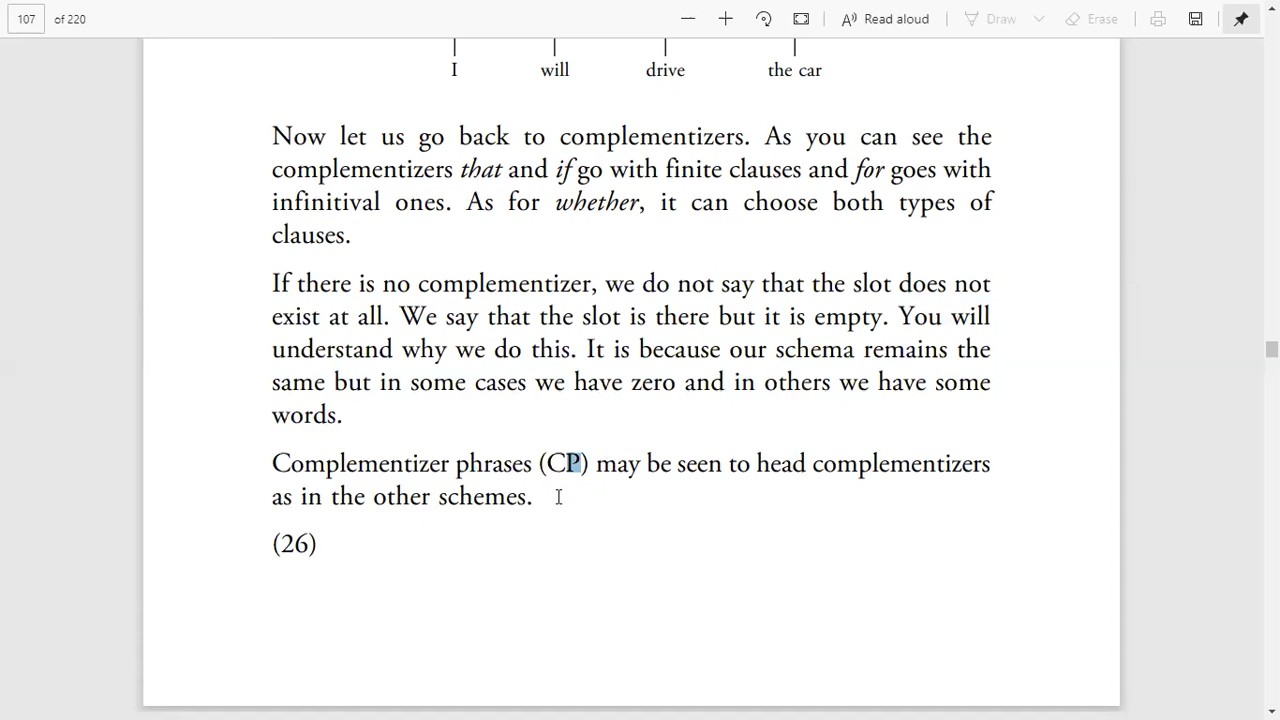 107 of 220 Read aloud Draw Erase
I will drive the car
Now let us go back to complementizers. As you can see the
complementizers that and if go with finite clauses and for goes with
infinitival ones. As for whether, it can choose both types of
clauses.
If there is no complementizer, we do not say that the slot does not
exist at all. We say that the slot is there but it is empty. You will
understand why we do this. It is because our schema remains the
same but in some cases we have zero and in others we have some
words.
Complementizer phrases (CP) may be seen to head complementizers
as in the other schemes.
(26)